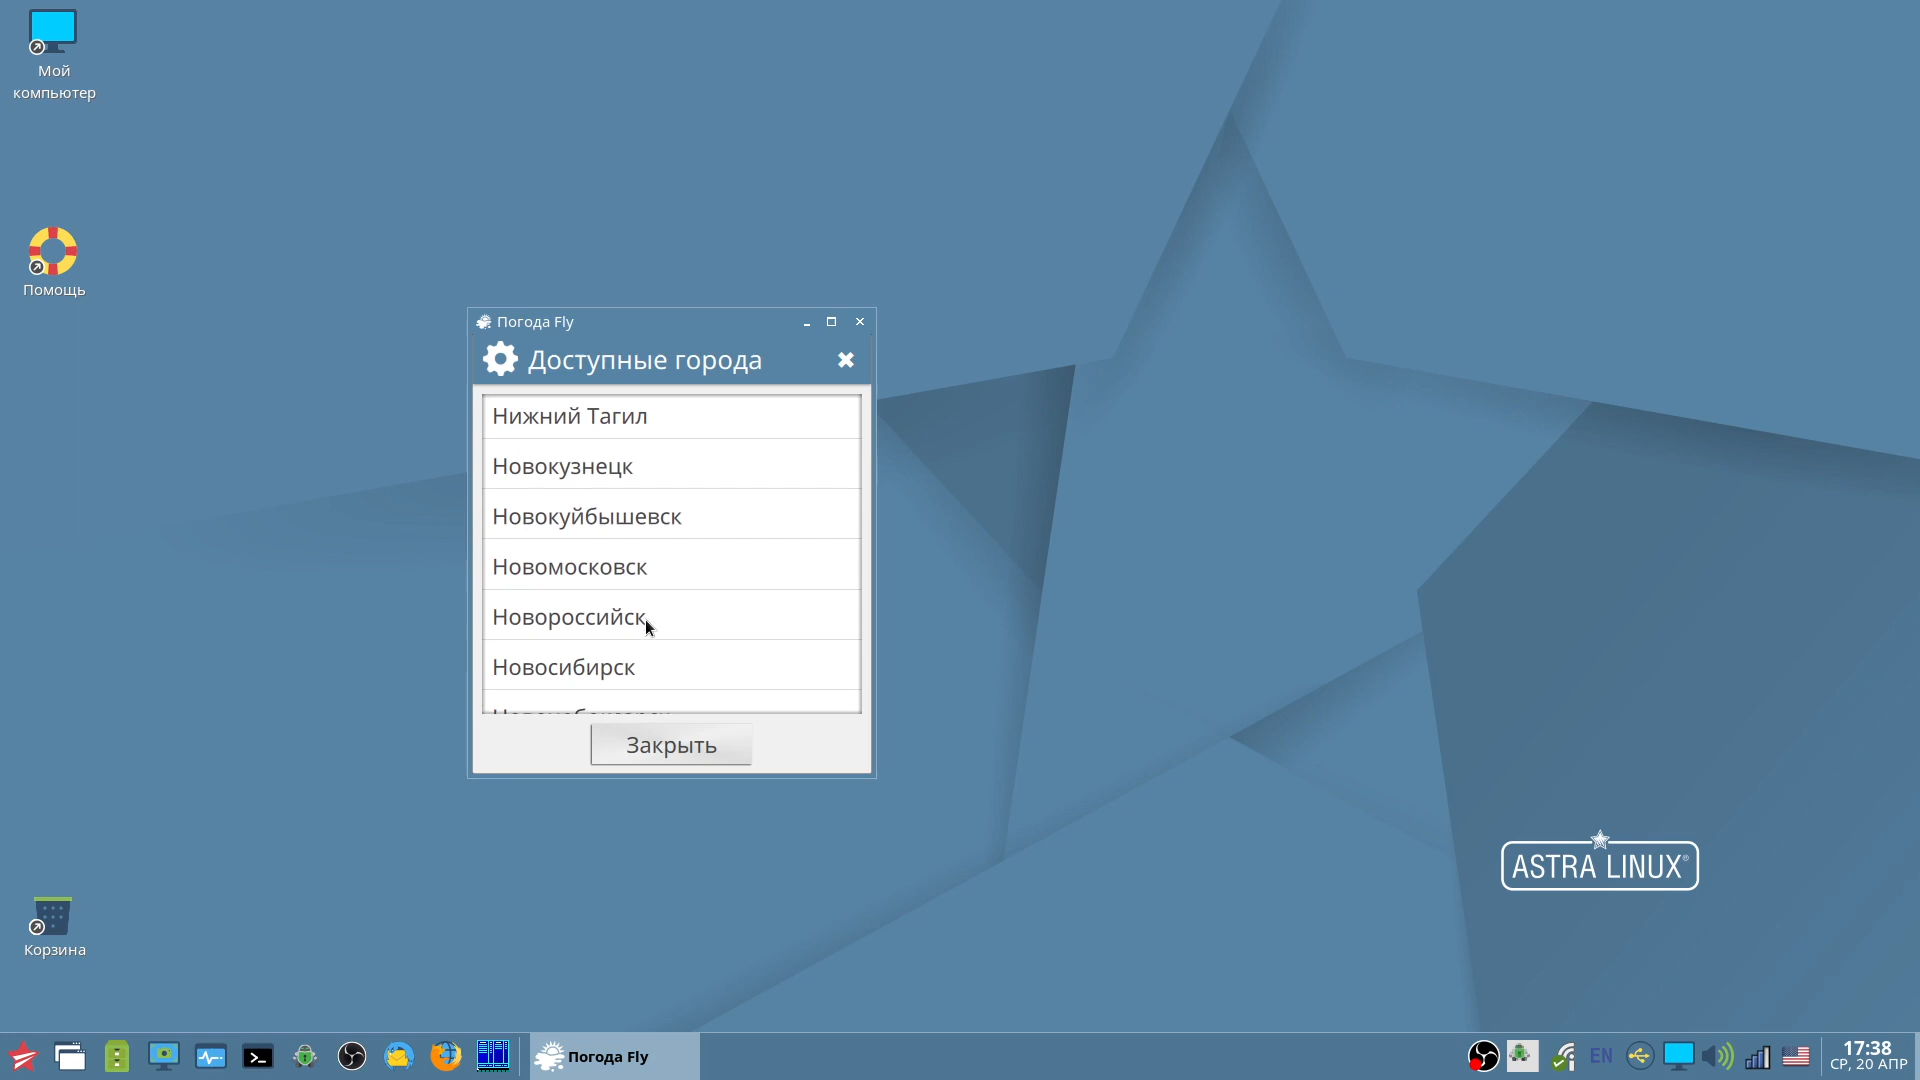 Мой
компьютер
Помощь
Погода Fly
Доступные города
Нижний Тагил
Новокузнецк
Новокуйбышевск
Новомосковск
Новороссийск
Новосибирск
Закрыть
ASTRA LINUX®
Корзина
Погода Fly
EN
17:38
СР, 20 АПР